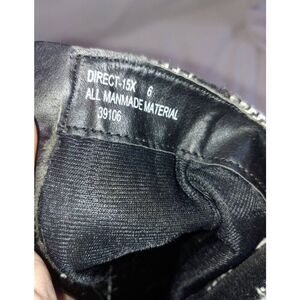 DIRECT-15X 6
ALL MANMADE MATERIAL
39106